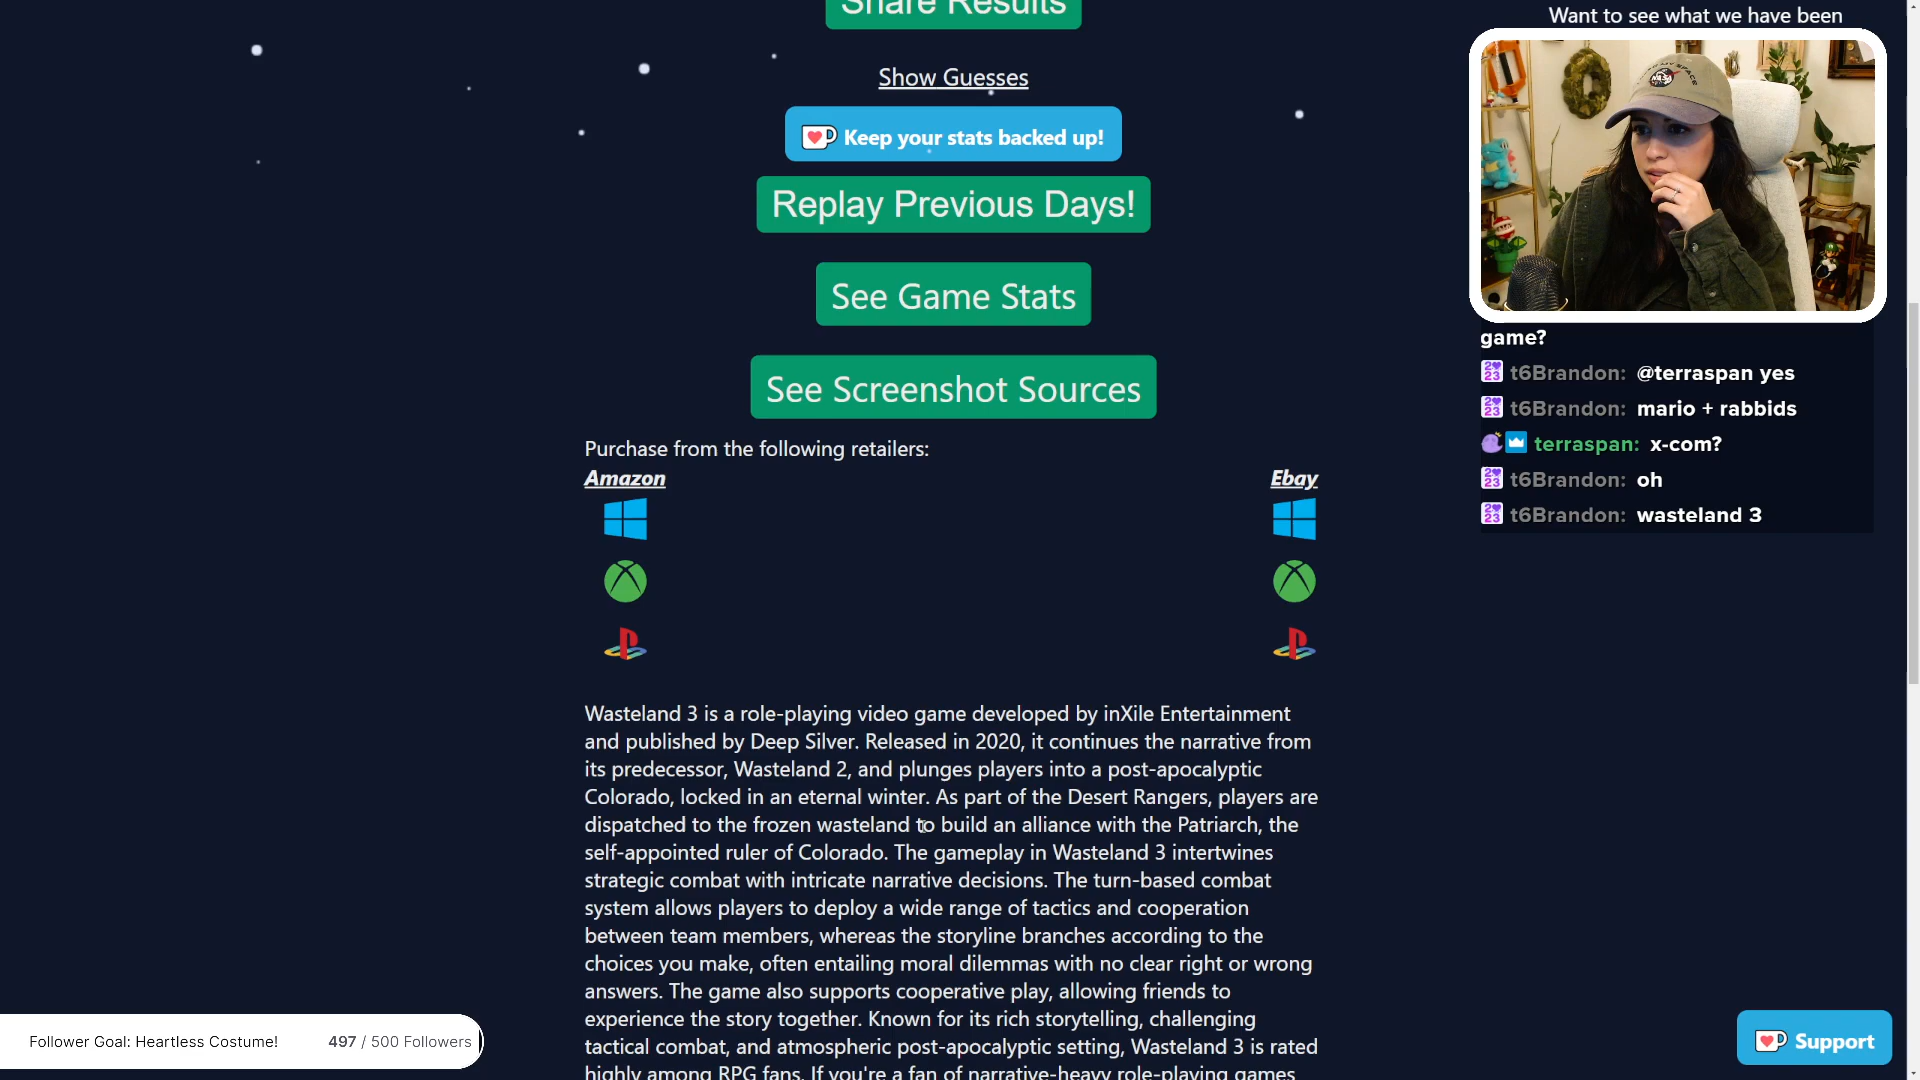 Share Results
Want to see what we have been
Show Guesses
Keep your stats backed up!
Replay Previous Days!
See Game Stats
See Screenshot Sources
game?
t6Brandon: @terraspan yes
t6Brandon: mario + rabbids
terraspan: x-com?
t6Brandon: oh
t6Brandon: wasteland 3
Purchase from the following retailers:
Amazon
Ebay
Wasteland 3 is a role-playing video game developed by inXile Entertainment
and published by Deep Silver. Released in 2020, it continues the narrative from
its predecessor, Wasteland 2, and plunges players into a post-apocalyptic
Colorado, locked in an eternal winter. As part of the Desert Rangers, players are
dispatched to the frozen wasteland to build an alliance with the Patriarch, the
self-appointed ruler of Colorado. The gameplay in Wasteland 3 intertwines
strategic combat with intricate narrative decisions. The turn-based combat
system allows players to deploy a wide range of tactics and cooperation
between team members, whereas the storyline branches according to the
choices you make, often entailing moral dilemmas with no clear right or wrong
answers. The game also supports cooperative play, allowing friends to
experience the story together. Known for its rich storytelling, challenging
tactical combat, and atmospheric post-apocalyptic setting, Wasteland 3 is rated
highly among RPG fans. If you're a fan of narrative-heavy role-playing games
Follower Goal: Heartless Costume! 497 / 500 Followers
Support